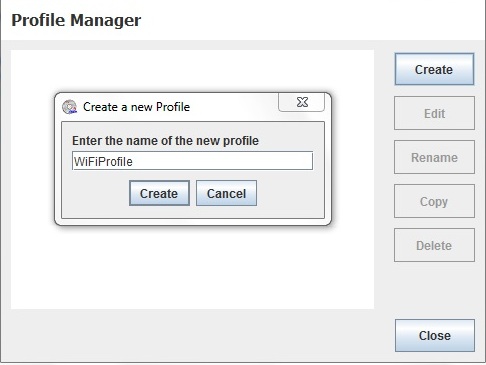 Profile Manager
Create
Create a new Profile
Edit
Enter the name of the new profile
WiFiProfile
Rename
Create Cancel
Copy
Delete
Close